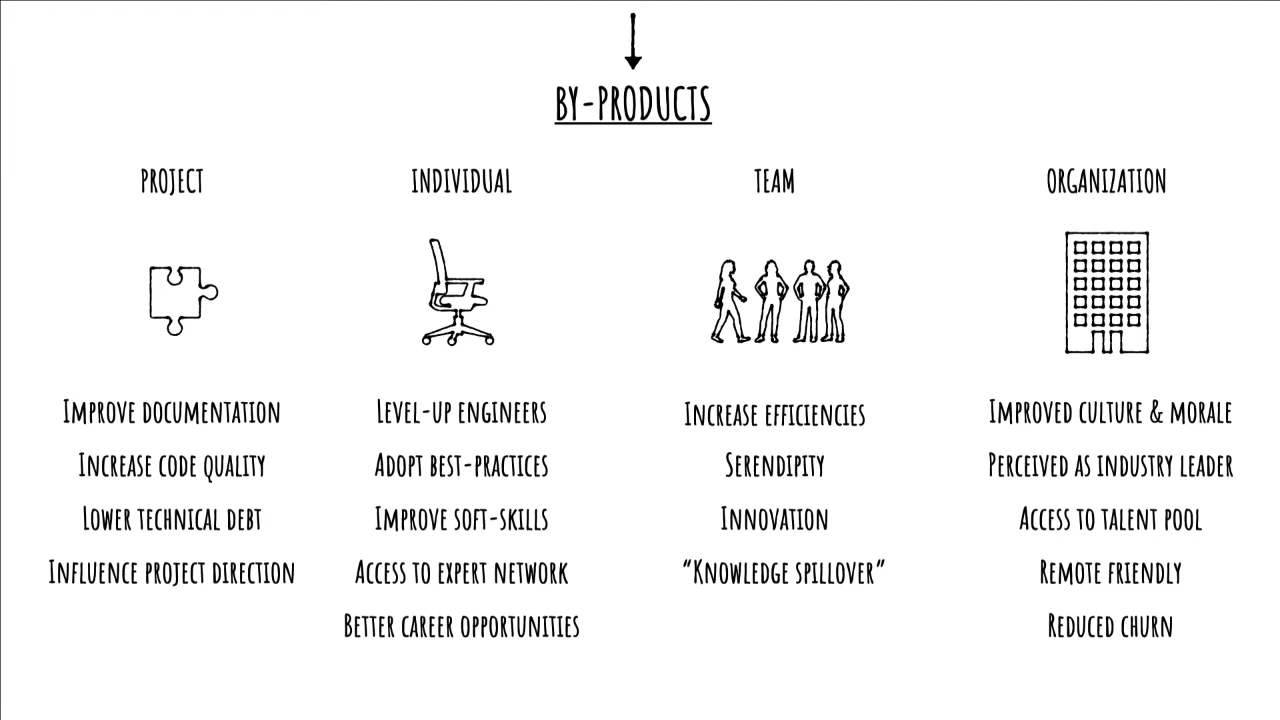 BY-PRODUCTS
PROJECT
INDIVIDUAL
TEAM
ORGANIZATION
IMPROVE DOCUMENTATION
INCREASE CODE QUALITY
LOWER TECHNICAL DEBT
INFLUENCE PROJECT DIRECTION
LEVEL-UP ENGINEERS
ADOPT BEST-PRACTICES
IMPROVE SOFT-SKILLS
ACCESS TO EXPERT NETWORK
BETTER CAREER OPPORTUNITIES
INCREASE EFFICIENCIES
SERENDIPITY
INNOVATION
“KNOWLEDGE SPILLOVER”
IMPROVED CULTURE & MORALE
PERCEIVED AS INDUSTRY LEADER
ACCESS TO TALENT POOL
REMOTE FRIENDLY
REDUCED CHURN